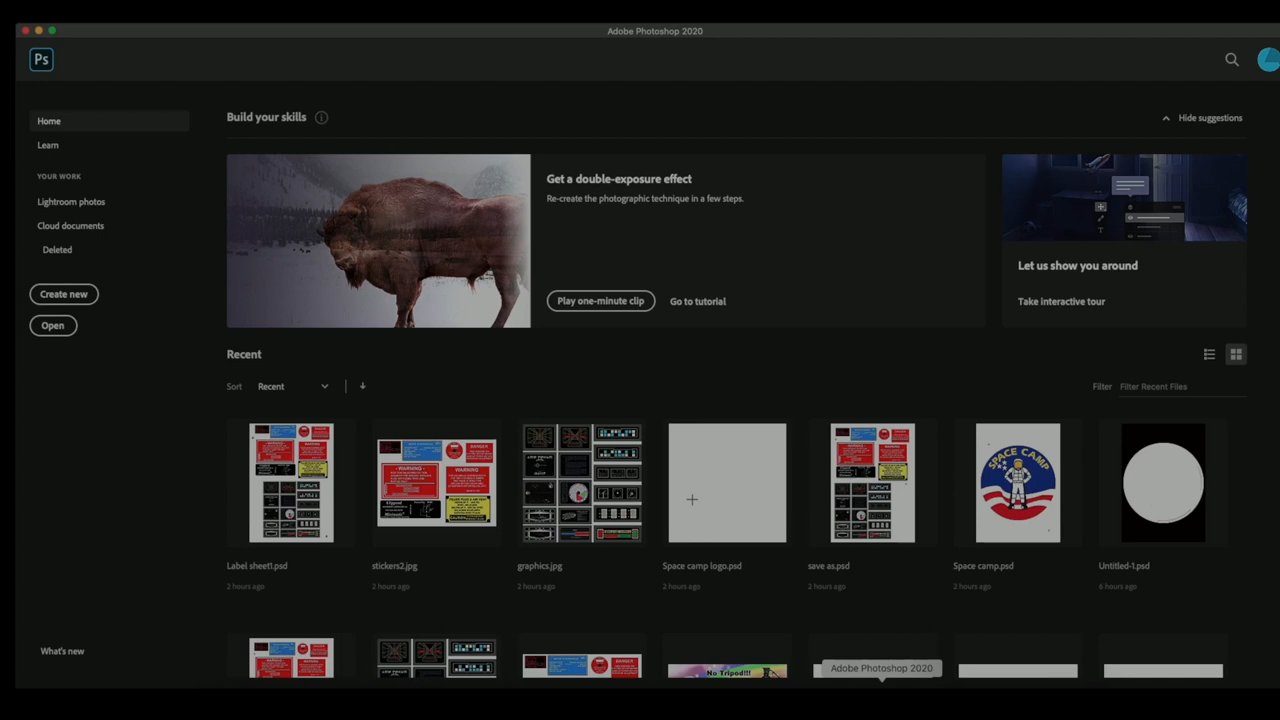 Adobe Photoshop 2020
Ps
Home
Learn
YOUR WORK
Lightroom photos
Cloud documents
Deleted
Create new
Open
What's new
Build your skills
Hide suggestions
Get a double-exposure effect
Re-create the photographic technique in a few steps.
Play one-minute clip
Go to tutorial
Let us show you around
Take interactive tour
Recent
Sort Recent
Filter Filter Recent Files
WARNING
DANGER
SPACE CAMP
Label sheet1.psd
2 hours ago
stickers2.jpg
2 hours ago
graphics.jpg
2 hours ago
Space camp logo.psd
2 hours ago
save as.psd
2 hours ago
Space camp.psd
2 hours ago
Untitled-1.psd
6 hours ago
No Tripod!!!
Adobe Photoshop 2020